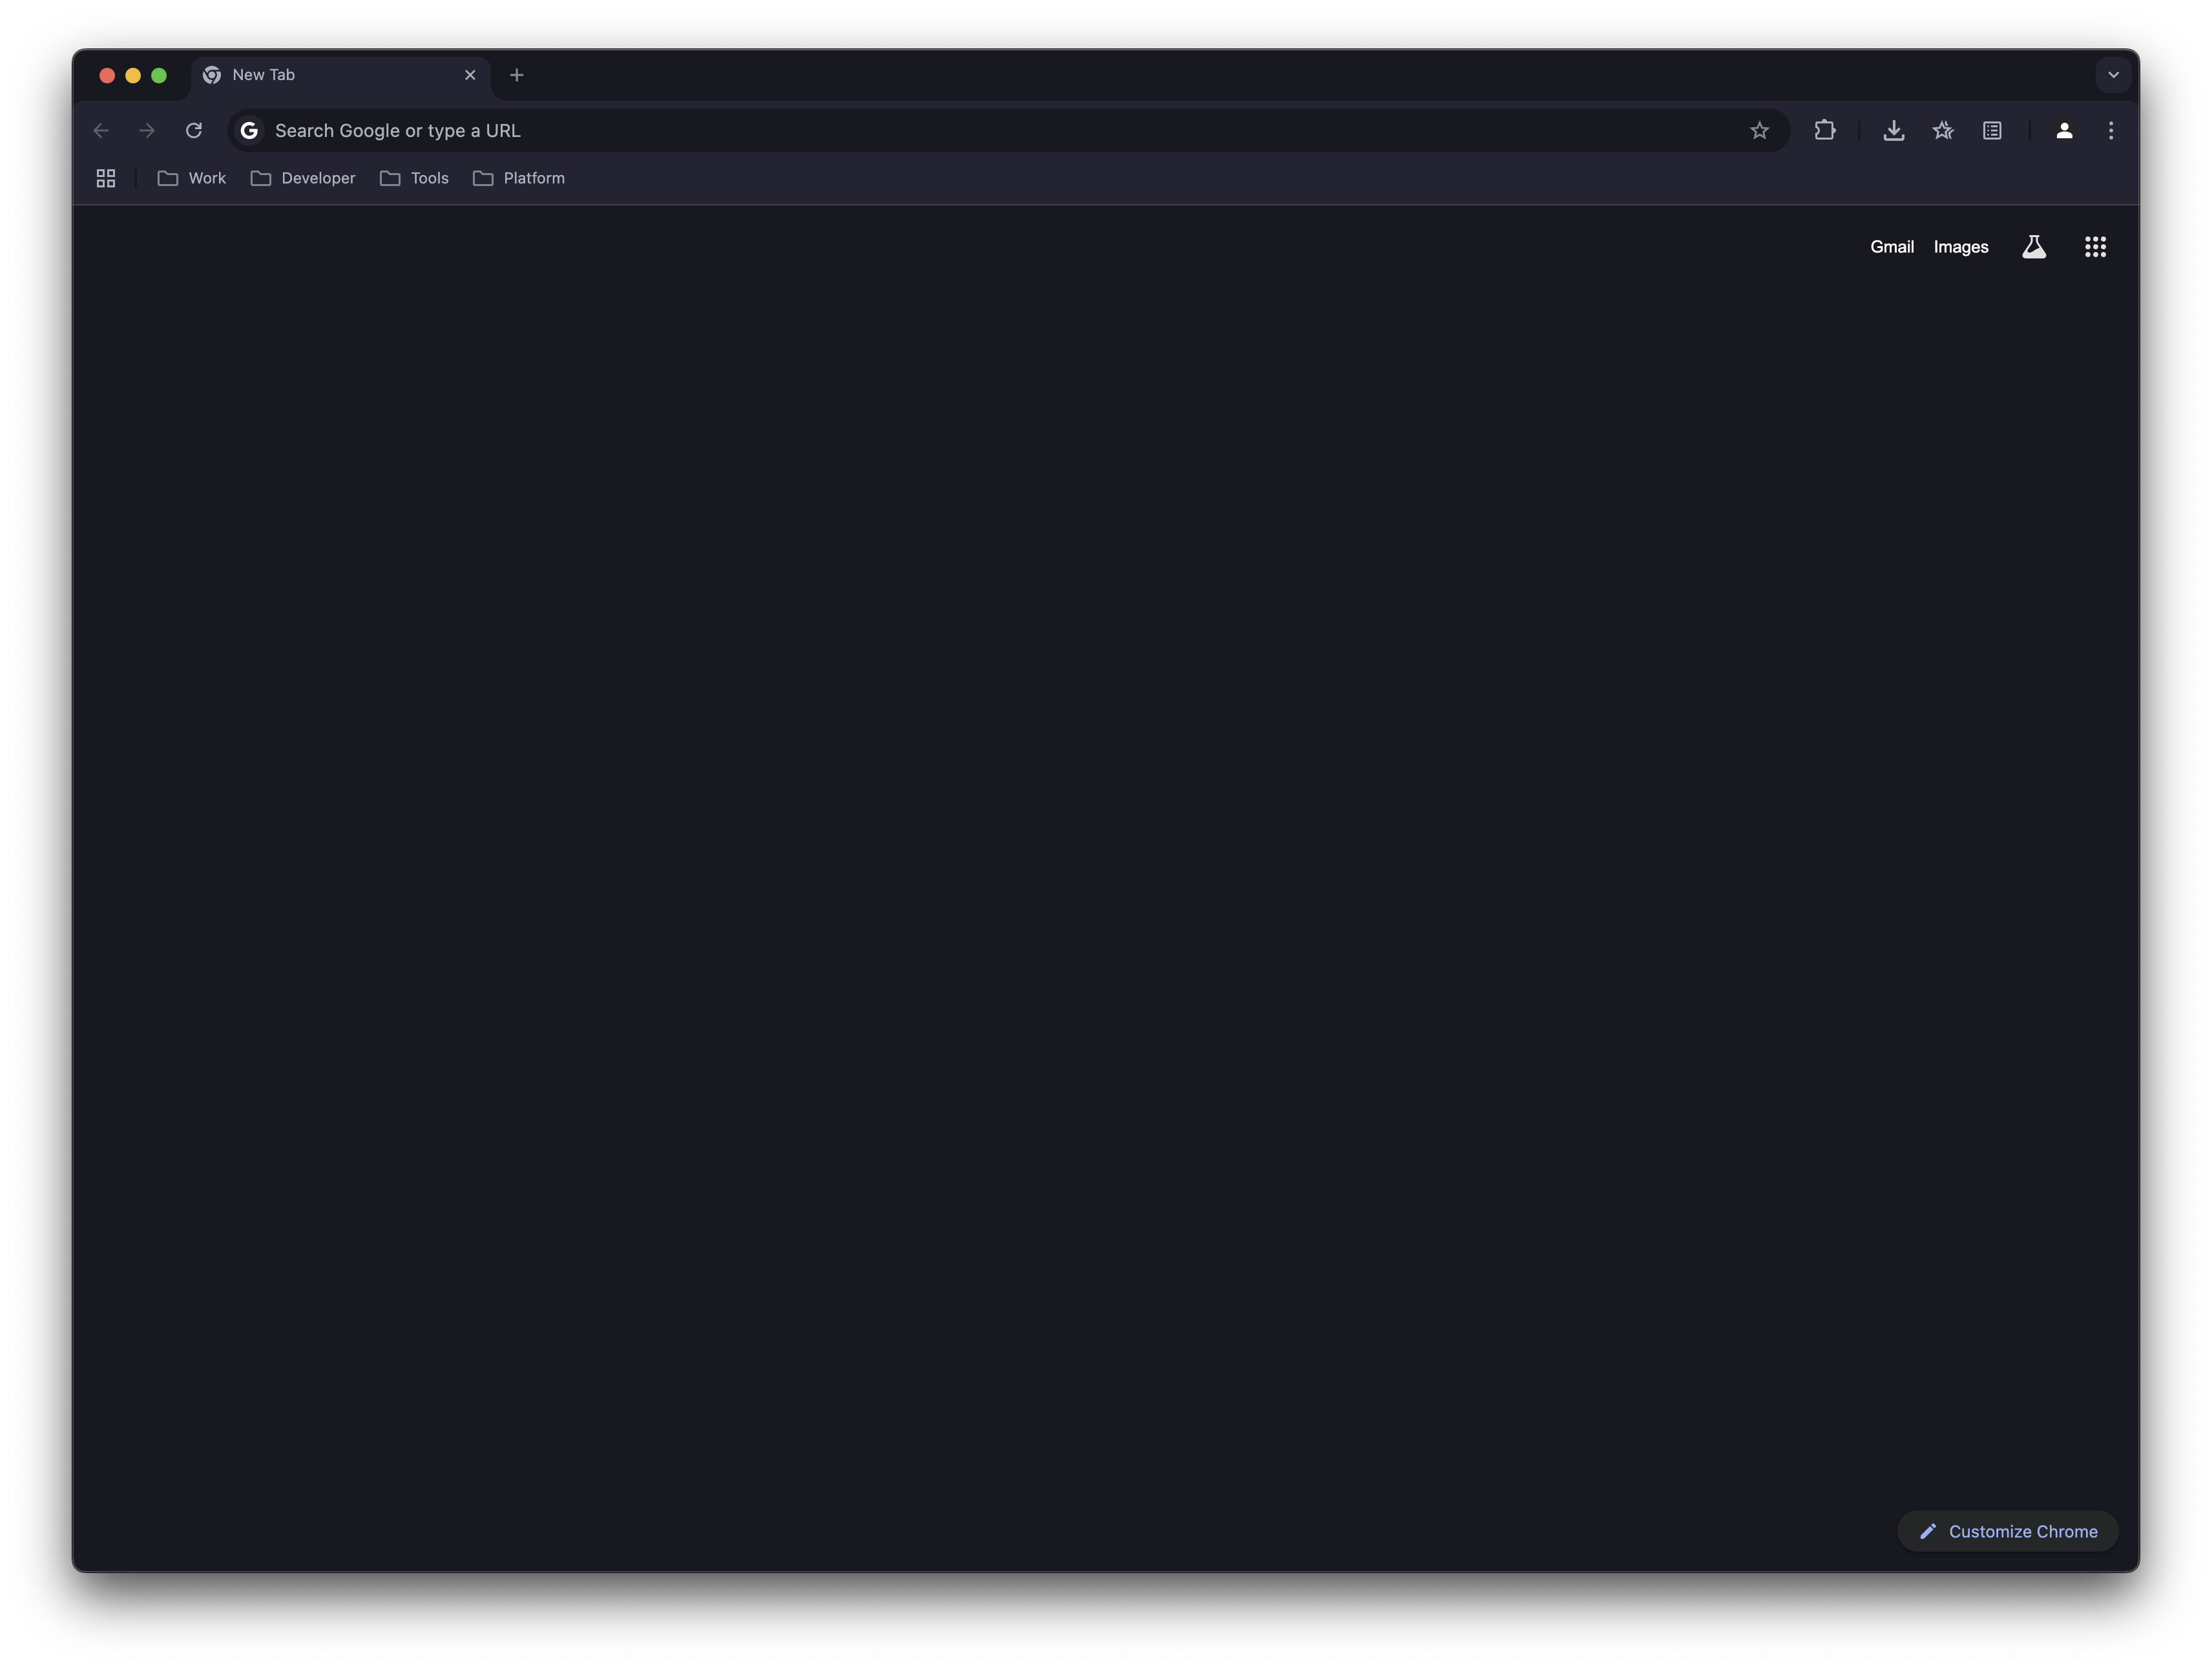 New Tab
Search Google or type a URL
Work Developer Tools Platform
Gmail Images
Customize Chrome